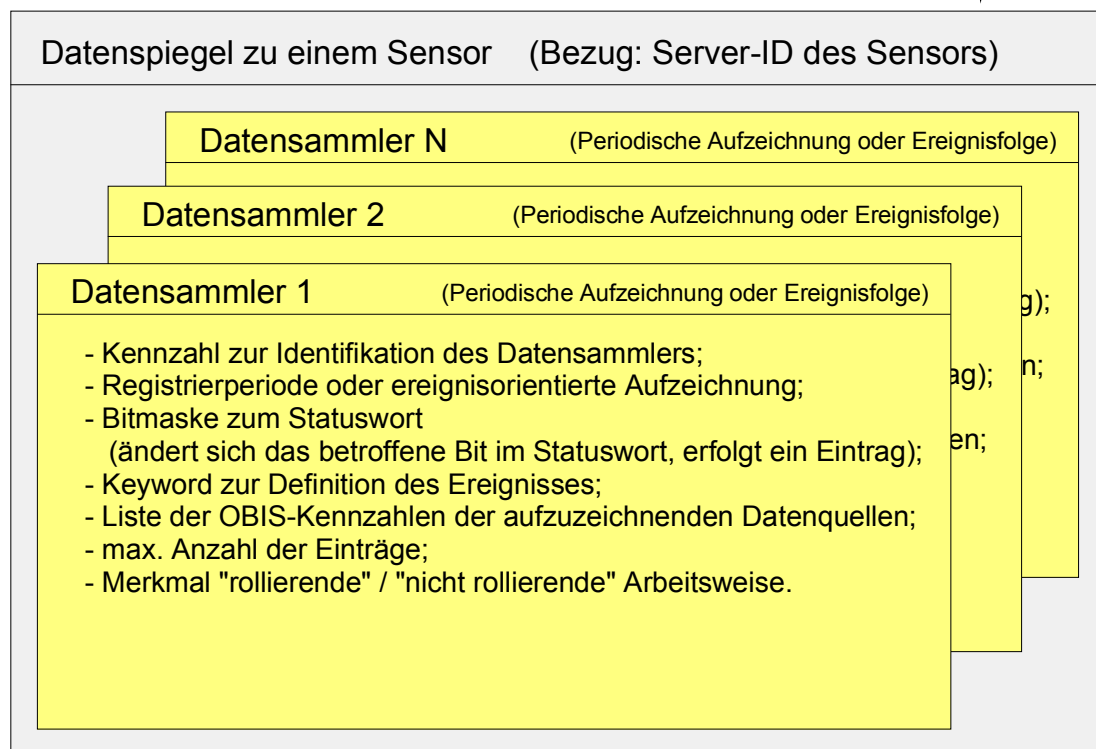 Datenspiegel zu einem Sensor (Bezug: Server-ID des Sensors)
Datensammler N (Periodische Aufzeichnung oder Ereignisfolge)
Datensammler 2 (Periodische Aufzeichnung oder Ereignisfolge)
Datensammler 1 (Periodische Aufzeichnung oder Ereignisfolge)
- Kennzahl zur Identifikation des Datensammlers;
- Registrierperiode oder ereignisorientierte Aufzeichnung;
- Bitmaske zum Statuswort
(ändert sich das betroffene Bit im Statuswort, erfolgt ein Eintrag);
- Keyword zur Definition des Ereignisses;
- Liste der OBIS-Kennzahlen der aufzuzeichnenden Datenquellen;
- max. Anzahl der Einträge;
- Merkmal "rollierende" / "nicht rollierende" Arbeitsweise.